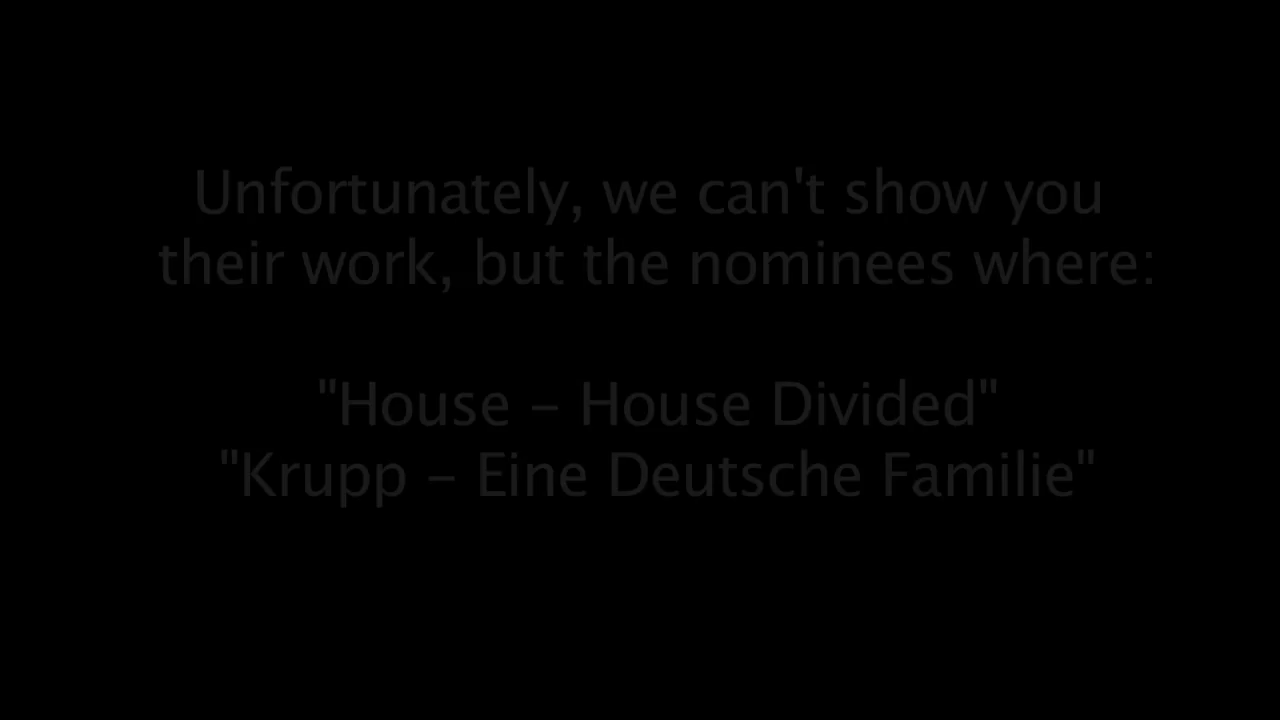 Unfortunately, we can't show you
their work, but the nominees where:
"House – House Divided"
"Krupp – Eine Deutsche Familie"